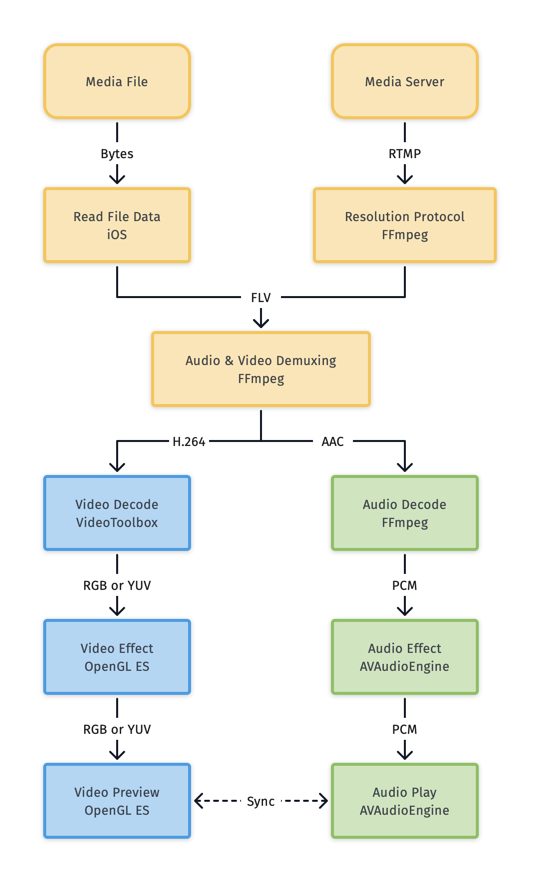 Media File
Media Server
Bytes
RTMP
Read File Data
iOS
Resolution Protocol
FFmpeg
FLV
Audio & Video Demuxing
FFmpeg
H.264
AAC
Video Decode
VideoToolbox
Audio Decode
FFmpeg
RGB or YUV
PCM
Video Effect
OpenGL ES
Audio Effect
AVAudioEngine
RGB or YUV
PCM
Video Preview
OpenGL ES
Sync
Audio Play
AVAudioEngine